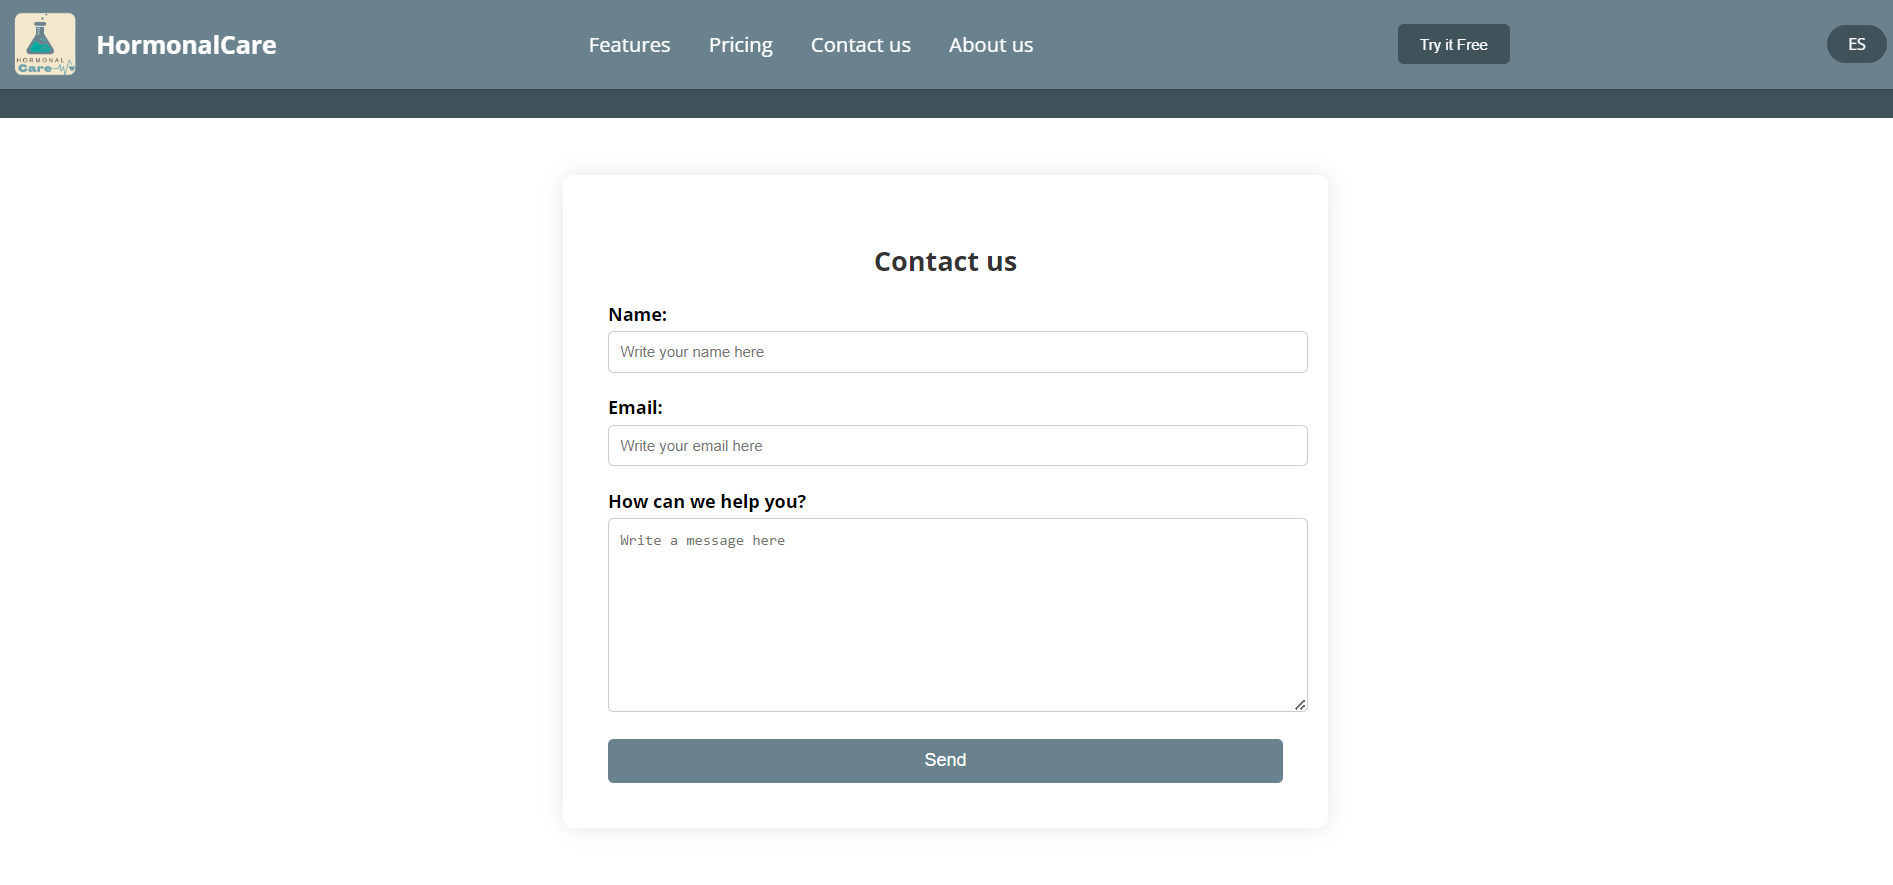 HORMONAL
Care
HormonalCare
Features
Pricing
Contact us
About us
Try it Free
ES
Contact us
Name:
Write your name here
Email:
Write your email here
How can we help you?
Write a message here
Send